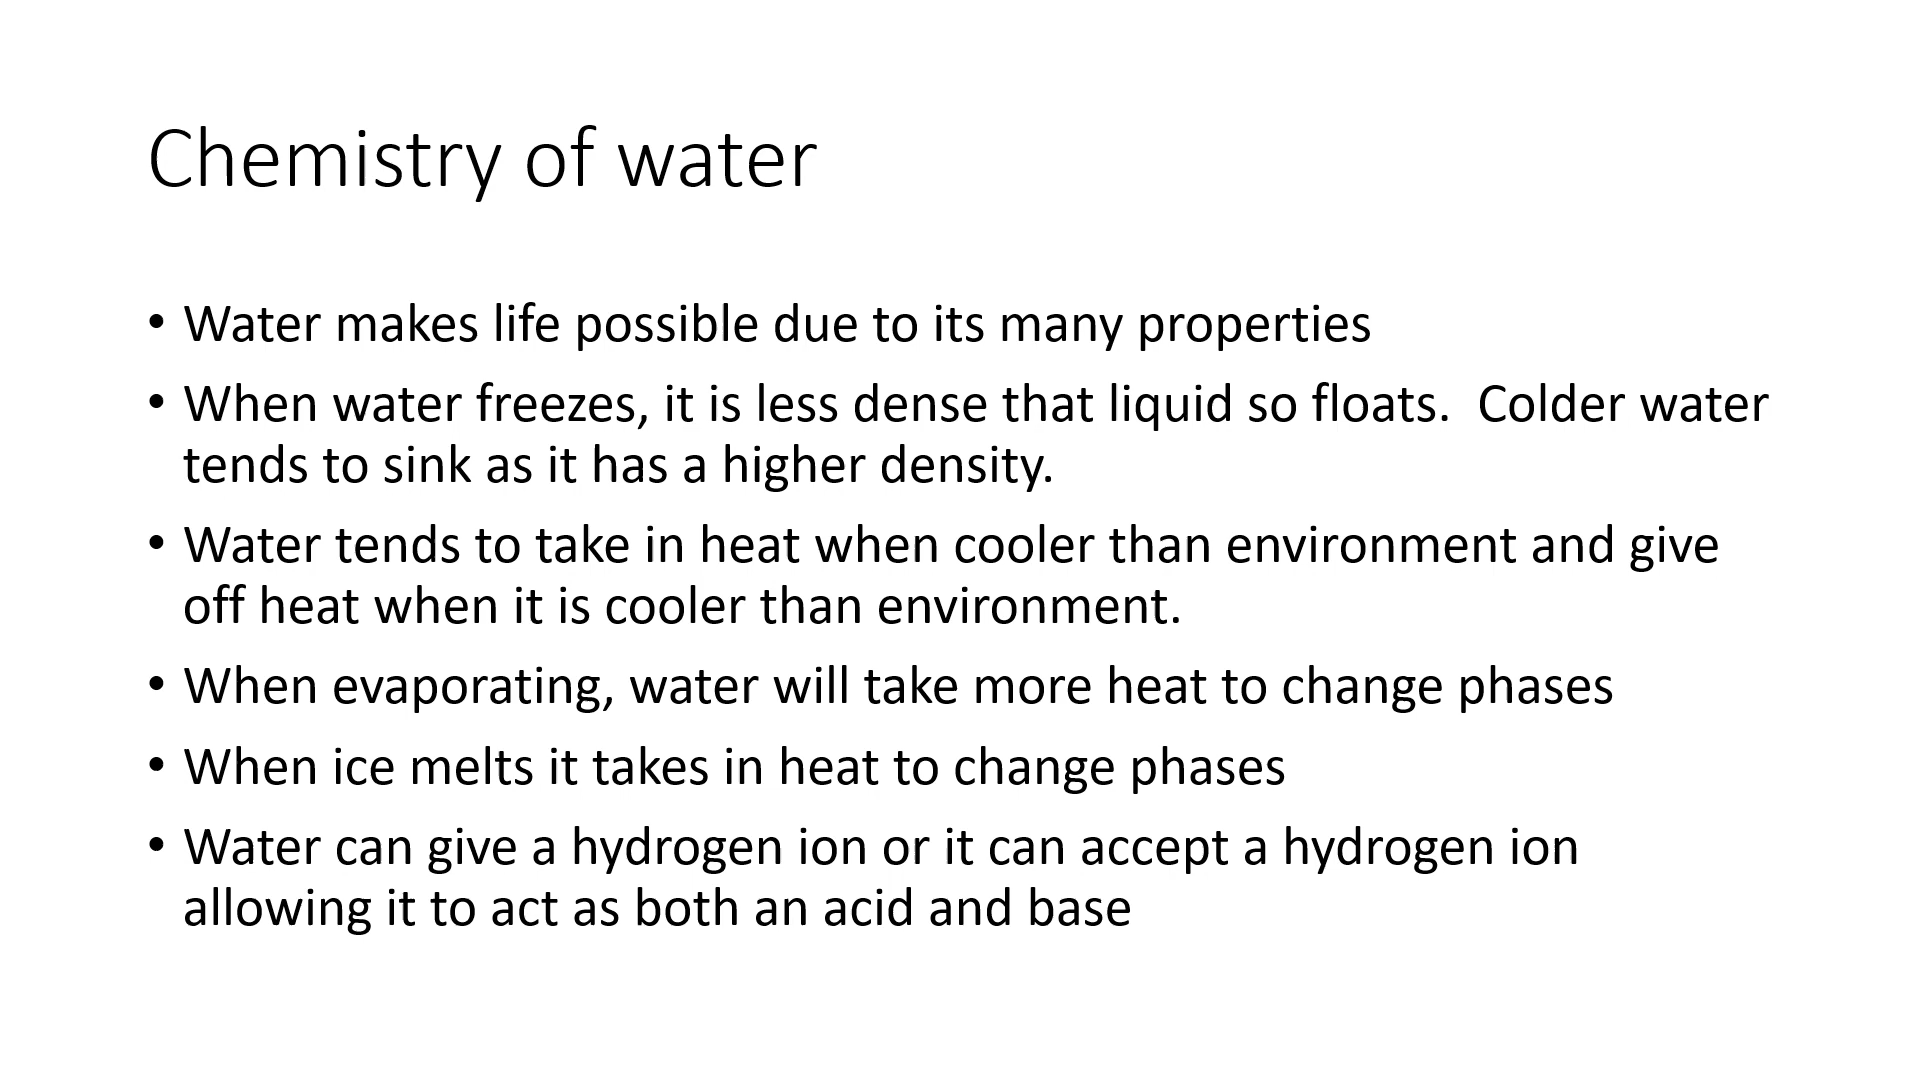 Chemistry of water
• Water makes life possible due to its many properties
• When water freezes, it is less dense that liquid so floats.  Colder water
tends to sink as it has a higher density.
• Water tends to take in heat when cooler than environment and give
off heat when it is cooler than environment.
• When evaporating, water will take more heat to change phases
• When ice melts it takes in heat to change phases
• Water can give a hydrogen ion or it can accept a hydrogen ion
allowing it to act as both an acid and base